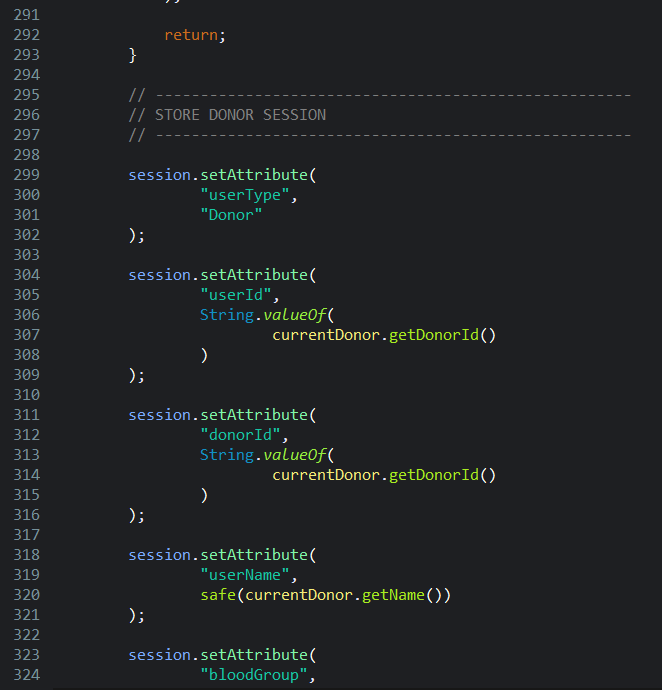 291
292 return;
293 }
294
295 // -----------------------------------------------------
296 // STORE DONOR SESSION
297 // -----------------------------------------------------
298
299 session.setAttribute(
300 "userType",
301 "Donor"
302 );
303
304 session.setAttribute(
305 "userId",
306 String.valueOf(
307 currentDonor.getDonorId()
308 )
309 );
310
311 session.setAttribute(
312 "donorId",
313 String.valueOf(
314 currentDonor.getDonorId()
315 )
316 );
317
318 session.setAttribute(
319 "userName",
320 safe(currentDonor.getName())
321 );
322
323 session.setAttribute(
324 "bloodGroup",